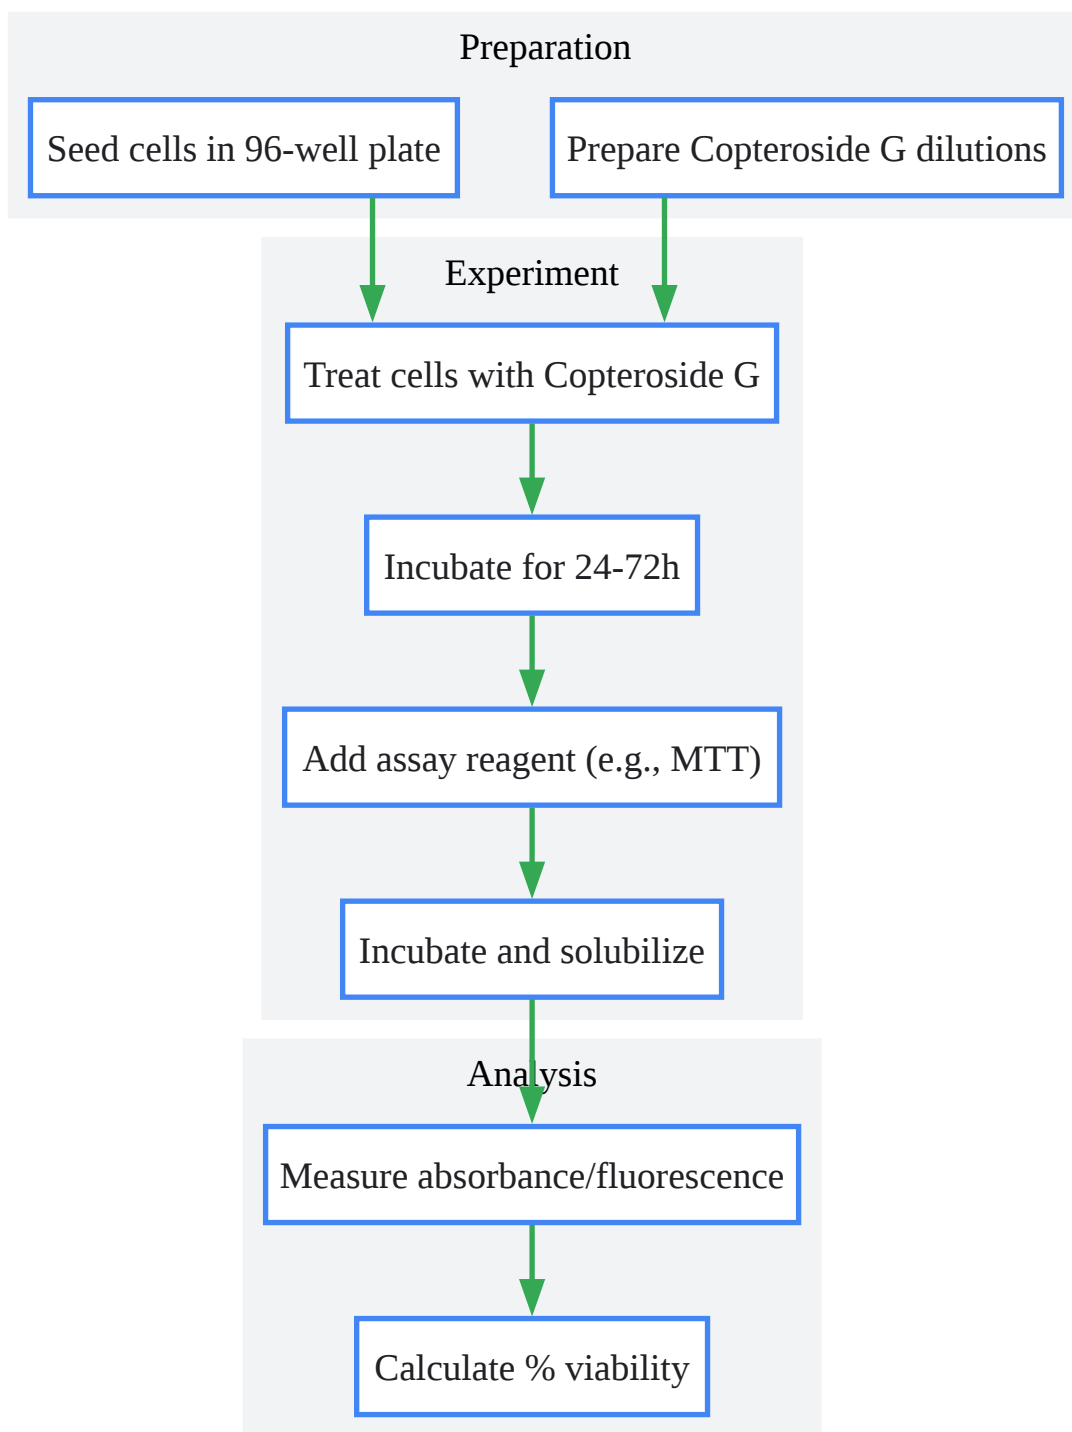 Preparation
Seed cells in 96-well plate
Prepare Copteroside G dilutions
Experiment
Treat cells with Copteroside G
Incubate for 24-72h
Add assay reagent (e.g., MTT)
Incubate and solubilize
Analysis
Measure absorbance/fluorescence
Calculate % viability